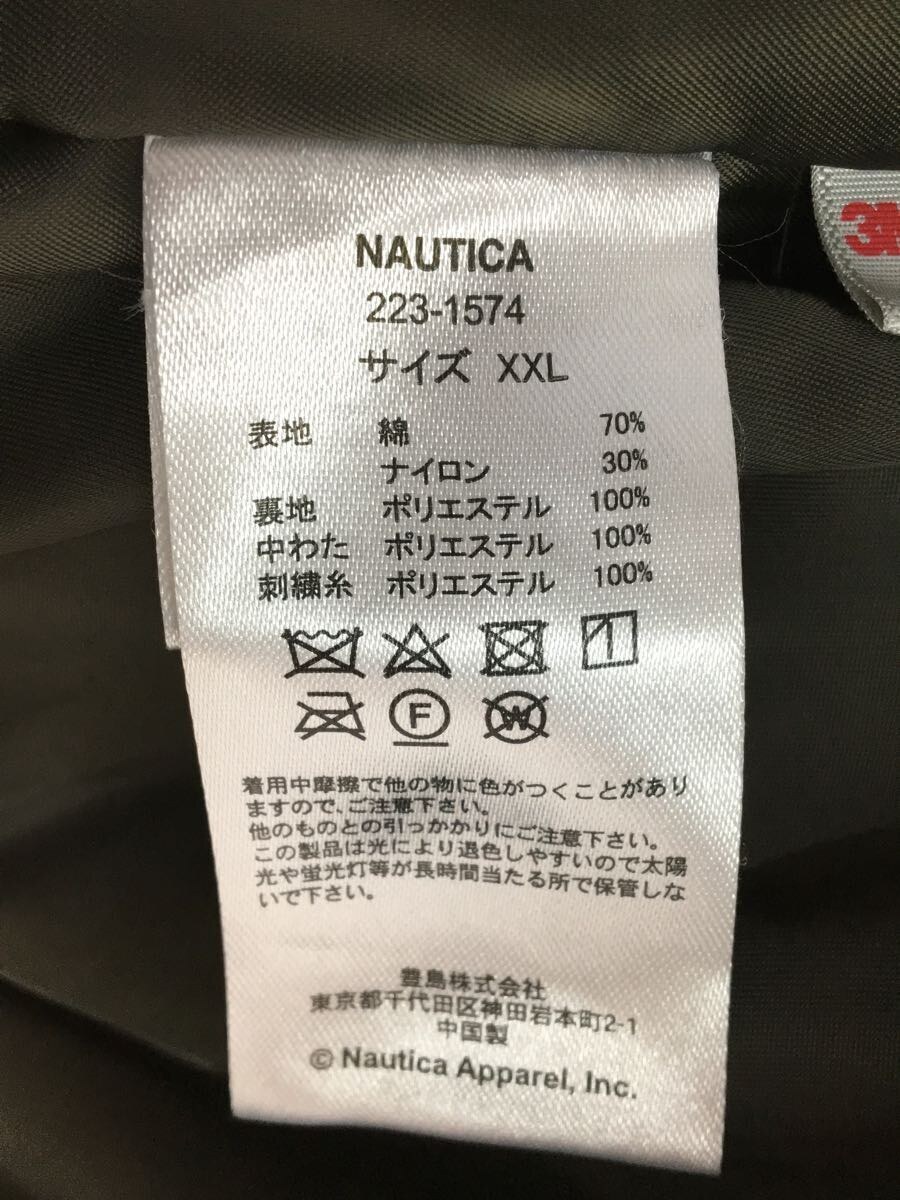 NAUTICA
223-1574
サイズ XXL
表地 綿 70%
ナイロン 30%
裏地 ポリエステル 100%
中わた ポリエステル 100%
刺繍糸 ポリエステル 100%
F
W
着用中摩擦で他の物に色がつくことがあり
ますので、ご注意下さい。
他のものとの引っかかりにご注意下さい。
この製品は光により退色しやすいので太陽
光や蛍光灯等が長時間当たる所で保管しな
いで下さい。
豊島株式会社
東京都千代田区神田岩本町2-1
中国製
© Nautica Apparel, Inc.
3M